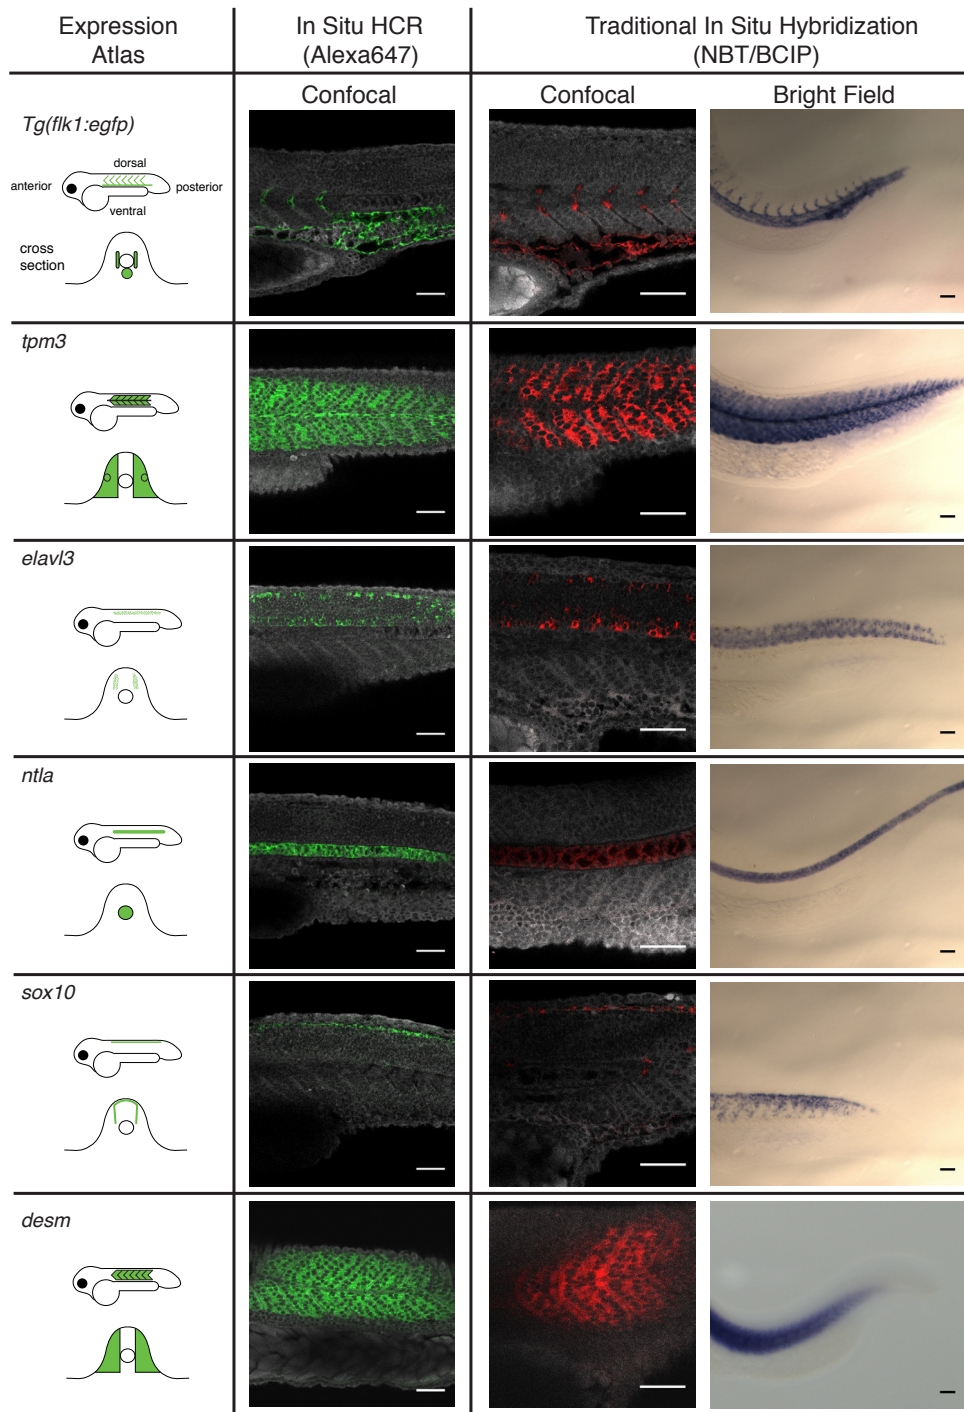 Expression
Atlas
In Situ HCR
(Alexa647)
Traditional In Situ Hybridization
(NBT/BCIP)
Confocal
Confocal
Bright Field
Tg(flk1:egfp)
dorsal
anterior
posterior
ventral
cross
section
tpm3
elavl3
ntla
sox10
desm